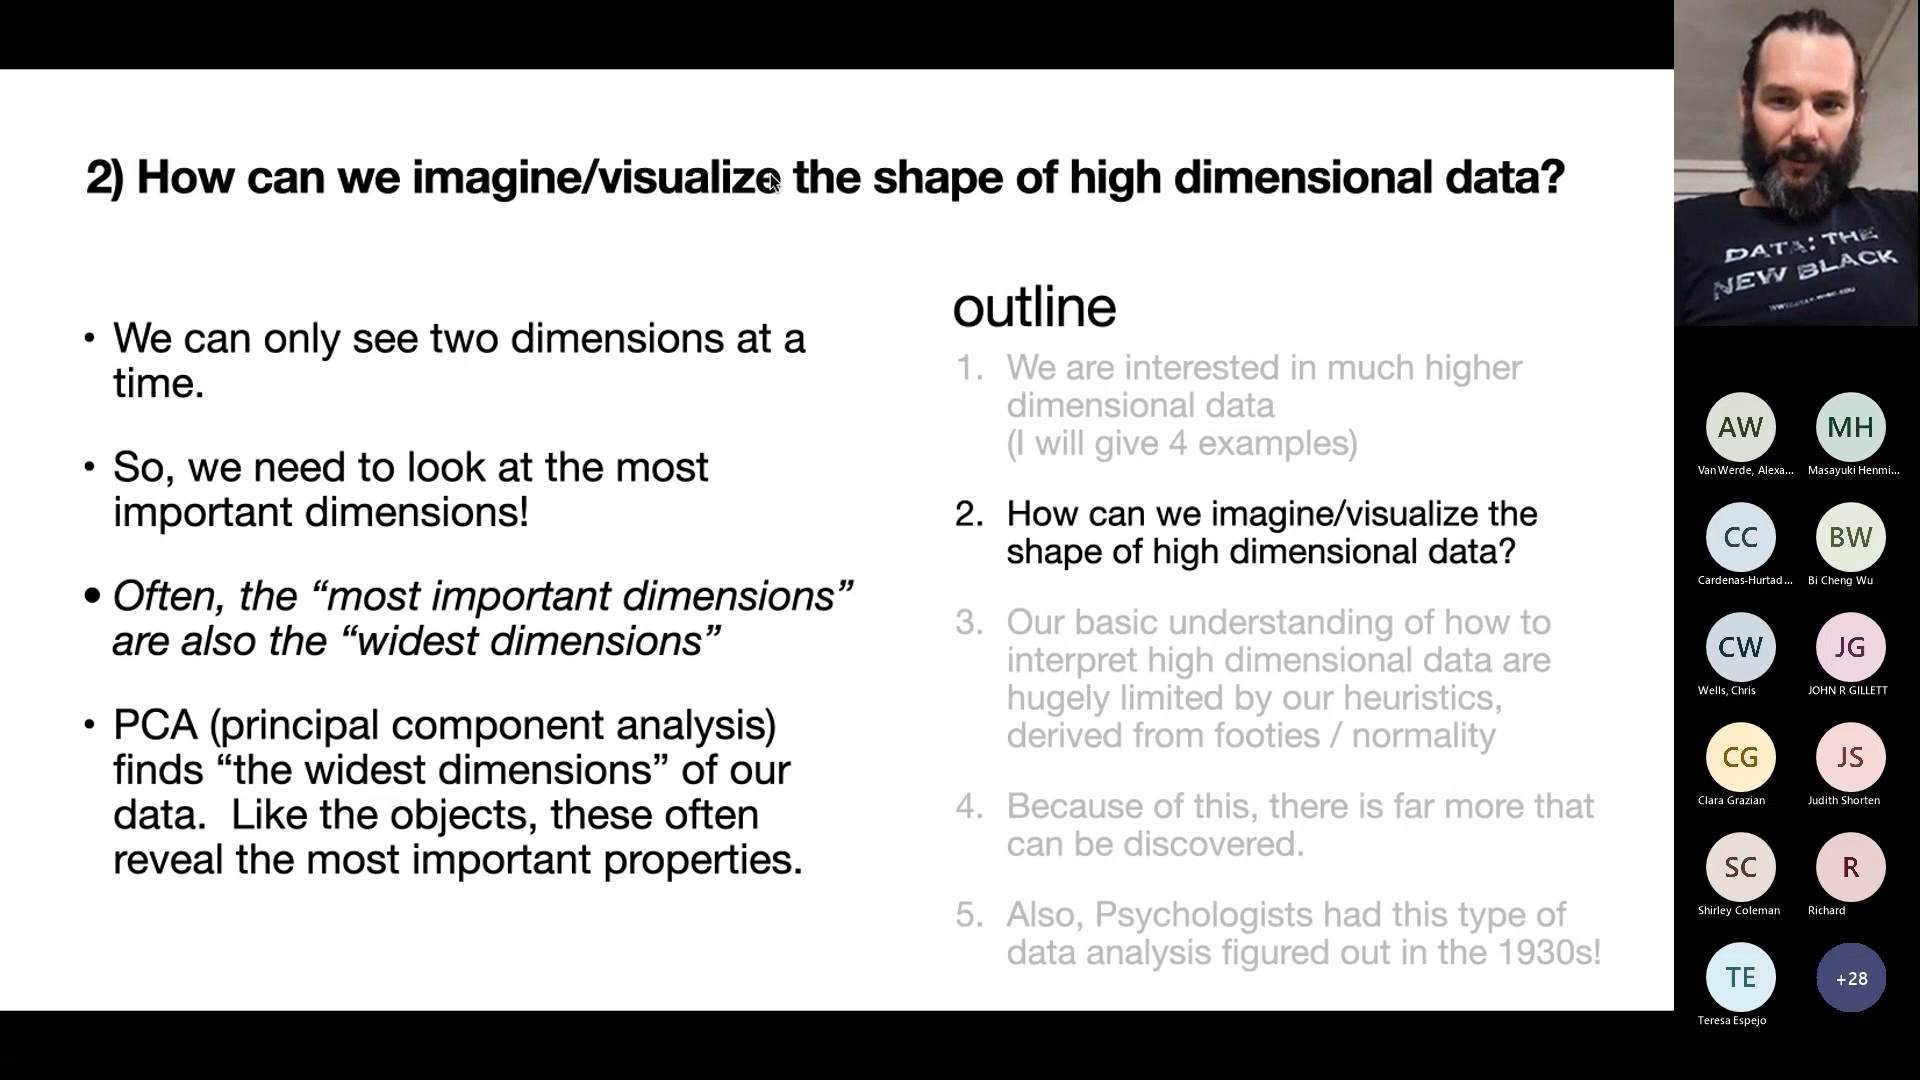 2) How can we imagine/visualize the shape of high dimensional data?
• We can only see two dimensions at a
time.
• So, we need to look at the most
important dimensions!
• Often, the “most important dimensions”
are also the “widest dimensions”
• PCA (principal component analysis)
finds “the widest dimensions” of our
data.  Like the objects, these often
reveal the most important properties.
outline
1. We are interested in much higher
dimensional data
(I will give 4 examples)
2. How can we imagine/visualize the
shape of high dimensional data?
3. Our basic understanding of how to
interpret high dimensional data are
hugely limited by our heuristics,
derived from footies / normality
4. Because of this, there is far more that
can be discovered.
5. Also, Psychologists had this type of
data analysis figured out in the 1930s!
DATA: THE
NEW BLACK
AW
Van Werde, Alexa...
MH
Masayuki Henmi...
CC
Cardenas-Hurtad...
BW
Bi Cheng Wu
CW
Wells, Chris
JG
JOHN R GILLETT
CG
Clara Grazian
JS
Judith Shorten
SC
Shirley Coleman
R
Richard
TE
Teresa Espejo
+28